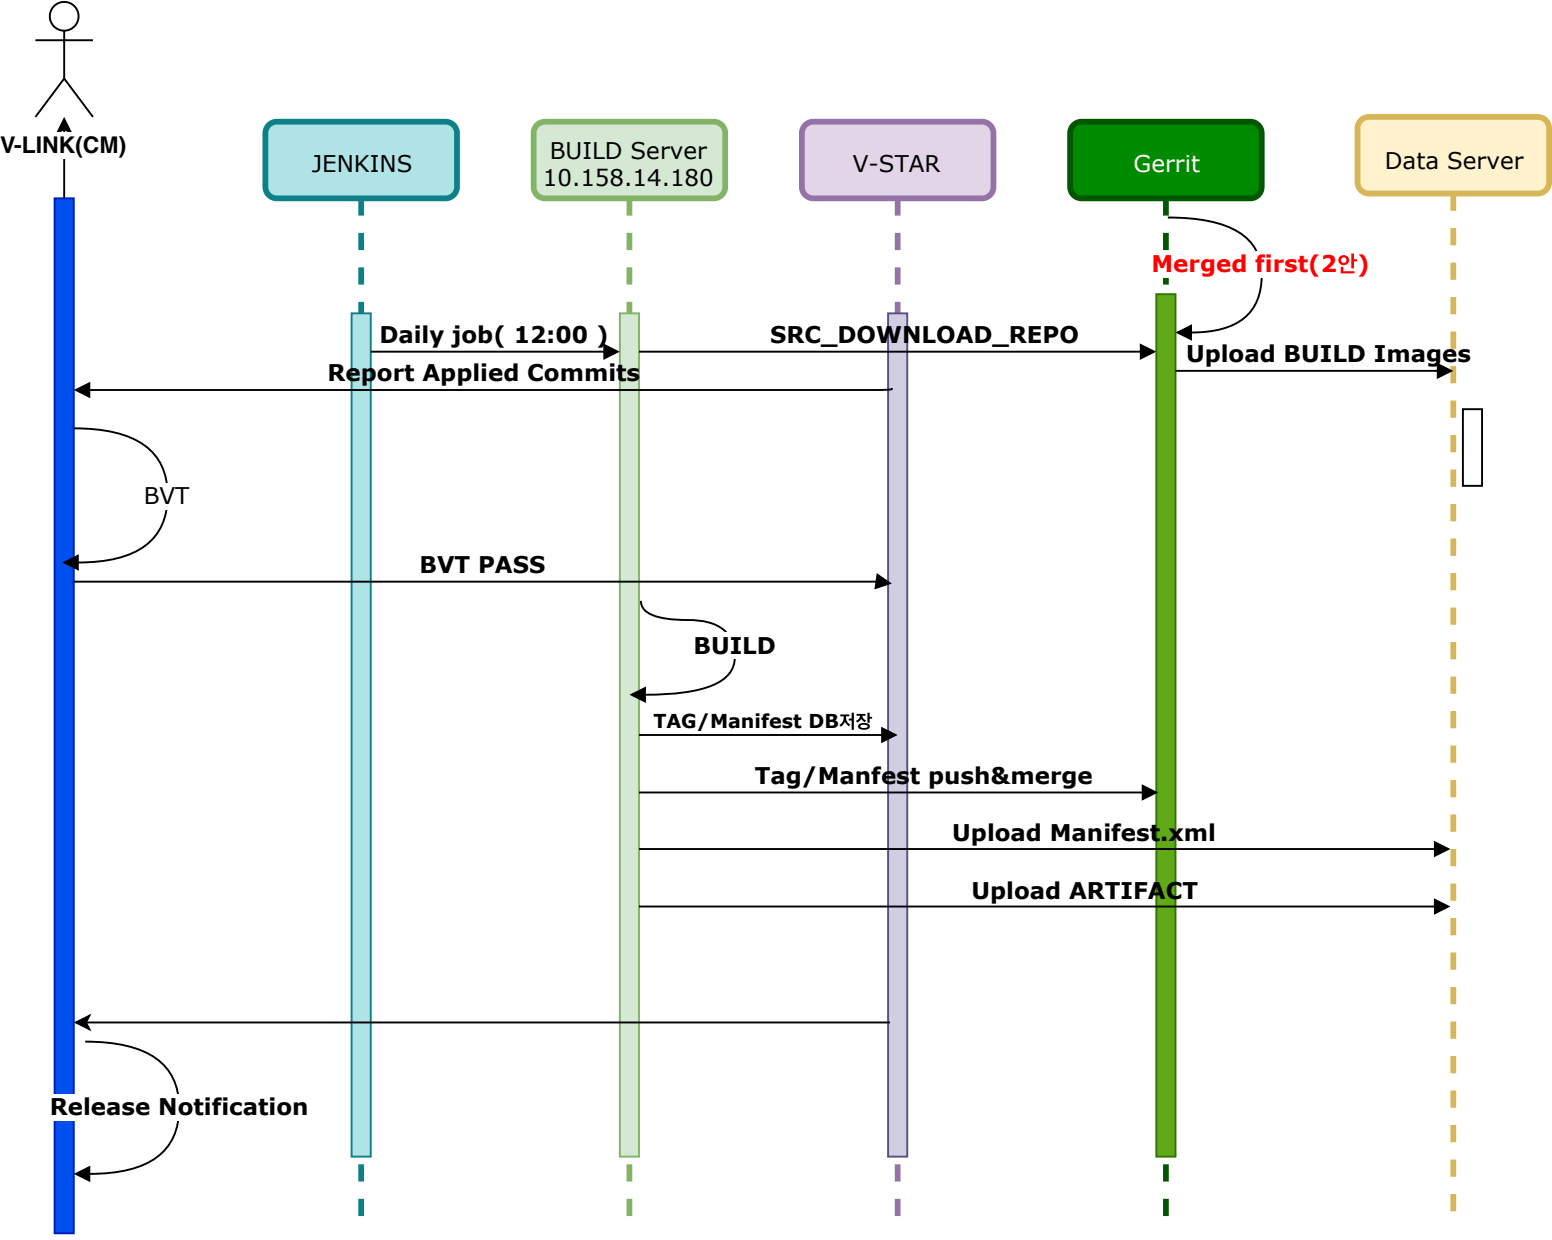 V-LINK(CM)
JENKINS
BUILD Server
10.158.14.180
V-STAR
Gerrit
Data Server
Merged first(2안)
Daily job( 12:00 )
SRC_DOWNLOAD_REPO
Upload BUILD Images
Report Applied Commits
BVT
BVT PASS
BUILD
TAG/Manifest DB저장
Tag/Manfest push&merge
Upload Manifest.xml
Upload ARTIFACT
Release Notification